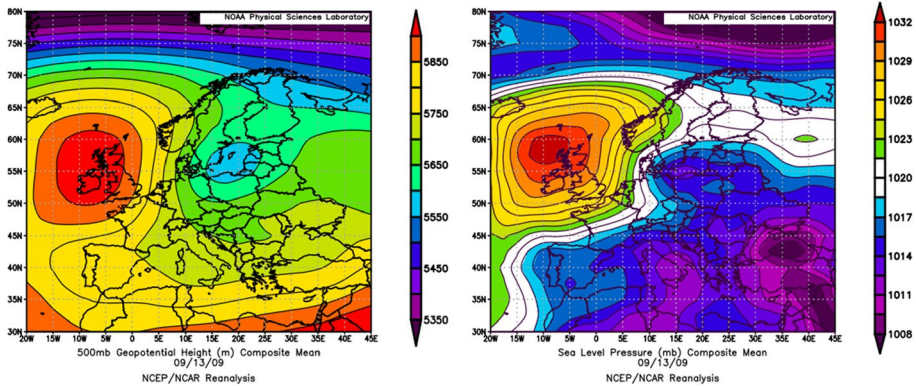 NOAA Physical Sciences Laboratory
80N
75N
70N
65N
60N
55N
50N
45N
40N
35N
30N
20W 15W 10W 5W 0 5E 10E 15E 20E 25E 30E 35E 40E 45E
5850
5750
5650
5550
5450
5350
500mb Geopotential Height (m) Composite Mean
09/13/09
NCEP/NCAR Reanalysis
NOAA Physical Sciences Laboratory
80N
75N
70N
65N
60N
55N
50N
45N
40N
35N
30N
20W 15W 10W 5W 0 5E 10E 15E 20E 25E 30E 35E 40E 45E
1032
1029
1026
1023
1020
1017
1014
1011
1008
Sea Level Pressure (mb) Composite Mean
09/13/09
NCEP/NCAR Reanalysis